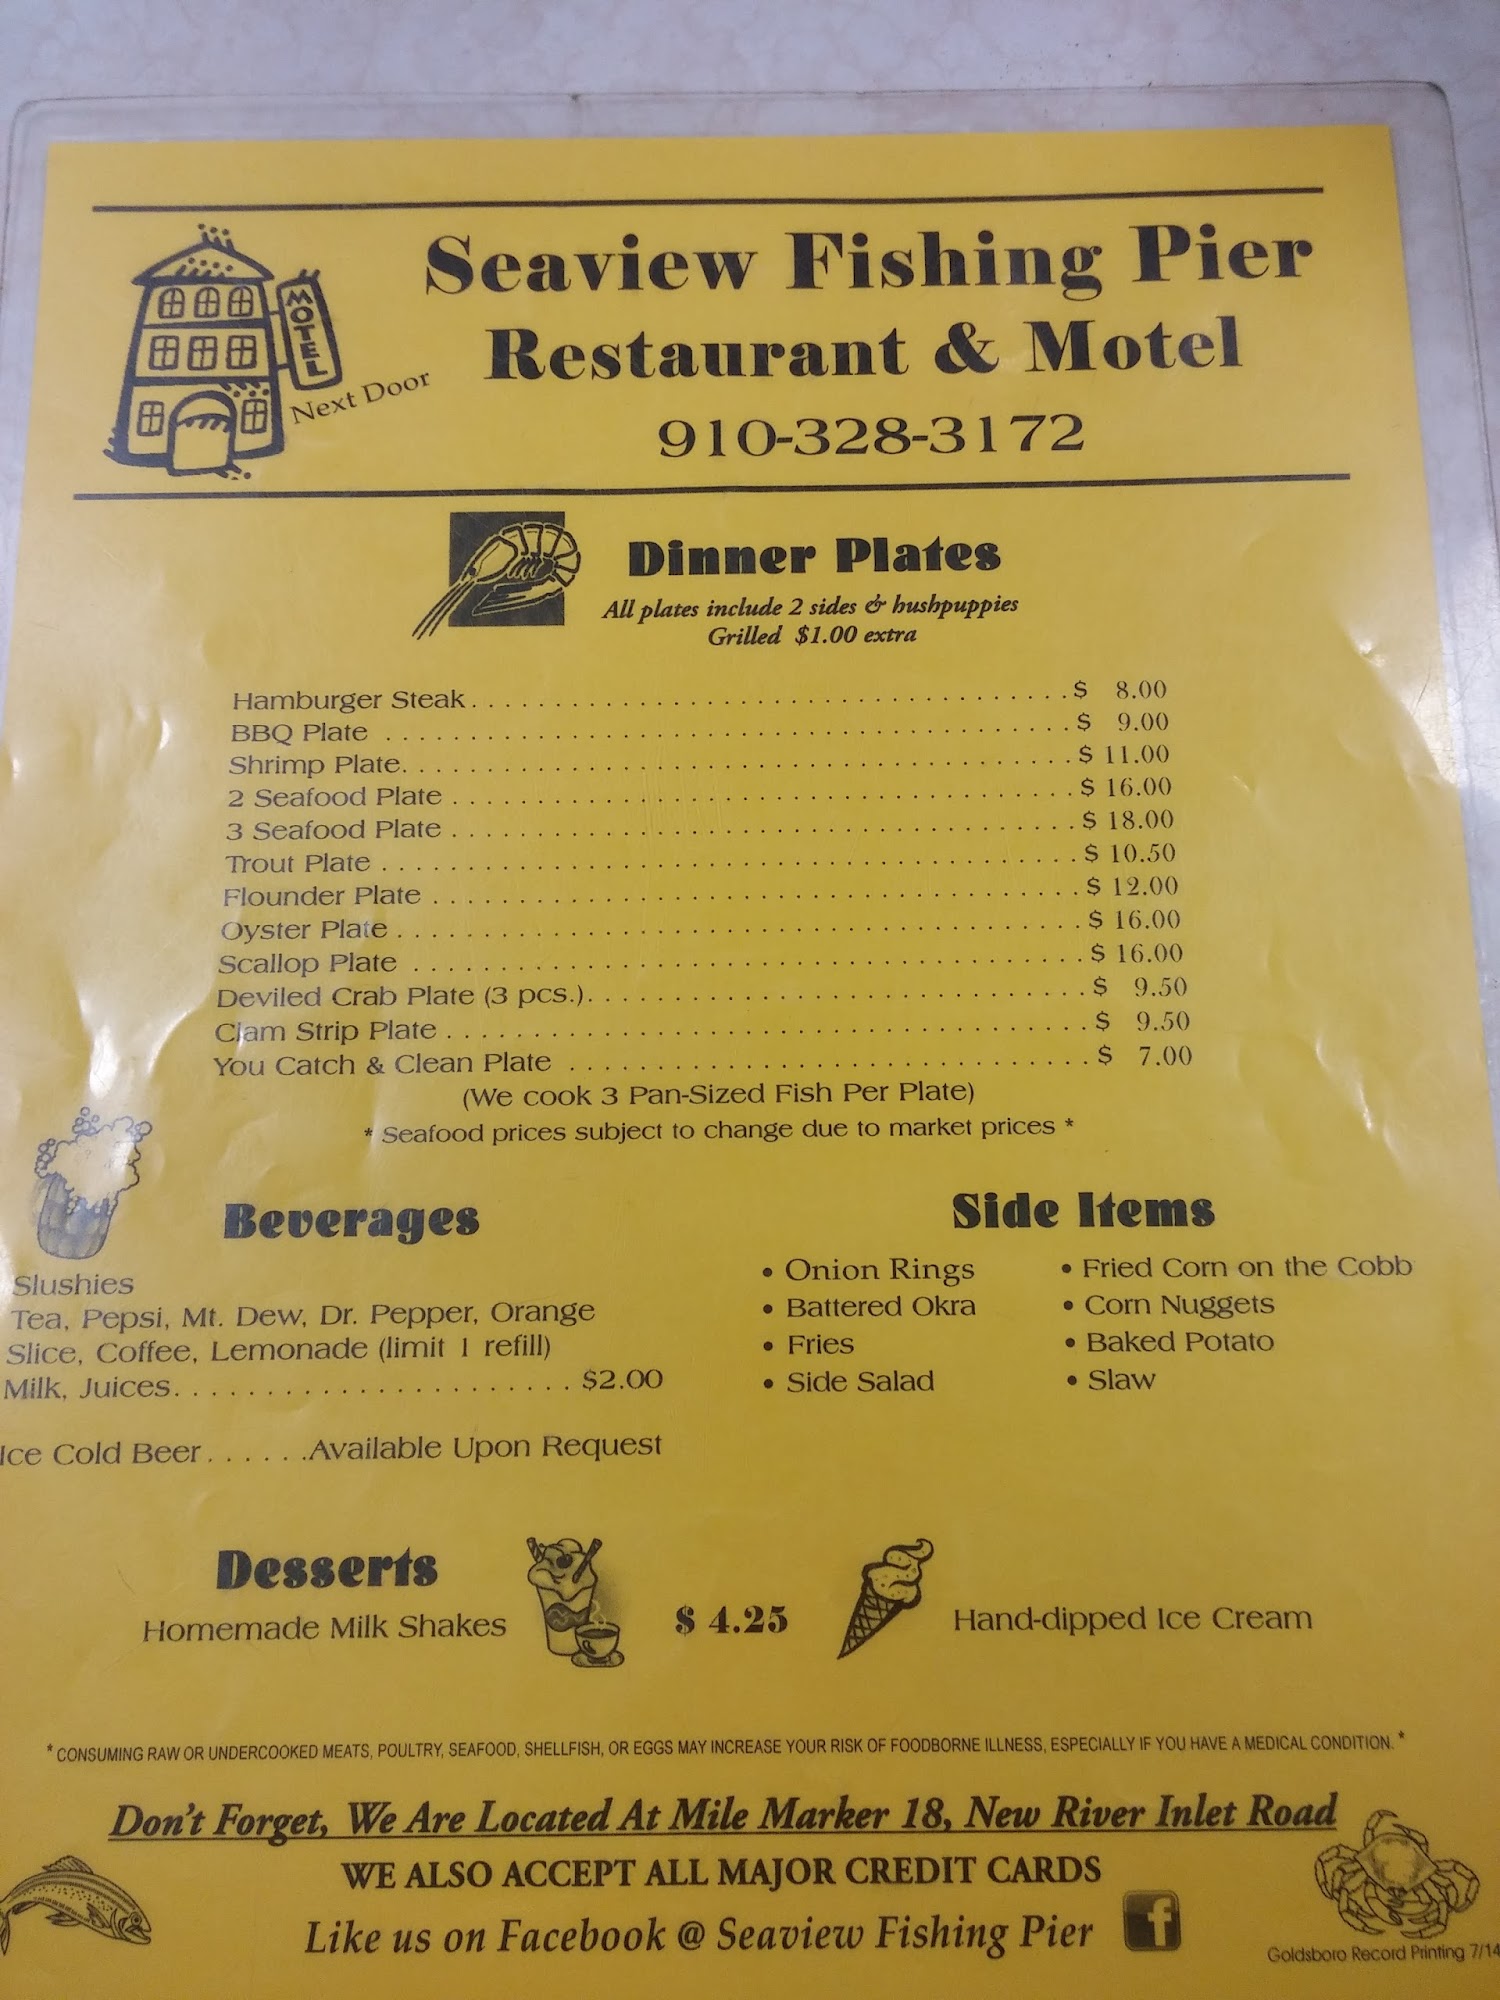 Seaview Fishing Pier
Restaurant & Motel
MOTEL
Next Door
910-328-3172
Dinner Plates
All plates include 2 sides & hushpuppies
Grilled $1.00 extra
Hamburger Steak . . . . . . . . . . . . . . . . . . . . $ 8.00
BBQ Plate . . . . . . . . . . . . . . . . . . . . $ 9.00
Shrimp Plate. . . . . . . . . . . . . . . . . . . . $ 11.00
2 Seafood Plate . . . . . . . . . . . . . . . . . . . . $ 16.00
3 Seafood Plate . . . . . . . . . . . . . . . . . . . . $ 18.00
Trout Plate . . . . . . . . . . . . . . . . . . . . $ 10.50
Flounder Plate . . . . . . . . . . . . . . . . . . . . $ 12.00
Oyster Plate . . . . . . . . . . . . . . . . . . . . $ 16.00
Scallop Plate . . . . . . . . . . . . . . . . . . . . $ 16.00
Deviled Crab Plate (3 pcs.). . . . . . . . . . . . . . . . . . . . $ 9.50
Clam Strip Plate . . . . . . . . . . . . . . . . . . . . $ 9.50
You Catch & Clean Plate . . . . . . . . . . . . . . . . . . . . $ 7.00
(We cook 3 Pan-Sized Fish Per Plate)
* Seafood prices subject to change due to market prices *
Beverages
Slushies
Tea, Pepsi, Mt. Dew, Dr. Pepper, Orange
Slice, Coffee, Lemonade (limit 1 refill)
Milk, Juices. . . . . . . . . . . . . . . . . . . . . . . $2.00
Ice Cold Beer . . . . . . Available Upon Request
Side Items
• Onion Rings
• Battered Okra
• Fries
• Side Salad
• Fried Corn on the Cobb
• Corn Nuggets
• Baked Potato
• Slaw
Desserts
Homemade Milk Shakes $ 4.25 Hand-dipped Ice Cream
* CONSUMING RAW OR UNDERCOOKED MEATS, POULTRY, SEAFOOD, SHELLFISH, OR EGGS MAY INCREASE YOUR RISK OF FOODBORNE ILLNESS, ESPECIALLY IF YOU HAVE A MEDICAL CONDITION. *
Don't Forget, We Are Located At Mile Marker 18, New River Inlet Road
WE ALSO ACCEPT ALL MAJOR CREDIT CARDS
Like us on Facebook @ Seaview Fishing Pier f
Goldsboro Record Printing 7/14